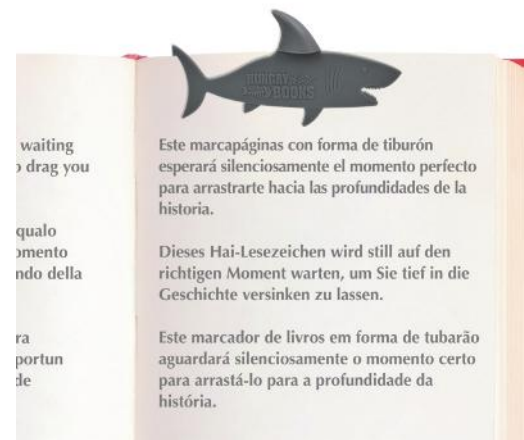 HUNGRY
BOOKS
waiting
drag you
qualo
omento
ndo della
ra
portun
de
Este marcapáginas con forma de tiburón
esperará silenciosamente el momento perfecto
para arrastrarte hacia las profundidades de la
historia.
Dieses Hai-Lesezeichen wird still auf den
richtigen Moment warten, um Sie tief in die
Geschichte versinken zu lassen.
Este marcador de livros em forma de tubarão
aguardará silenciosamente o momento certo
para arrastá-lo para a profundidade da
história.